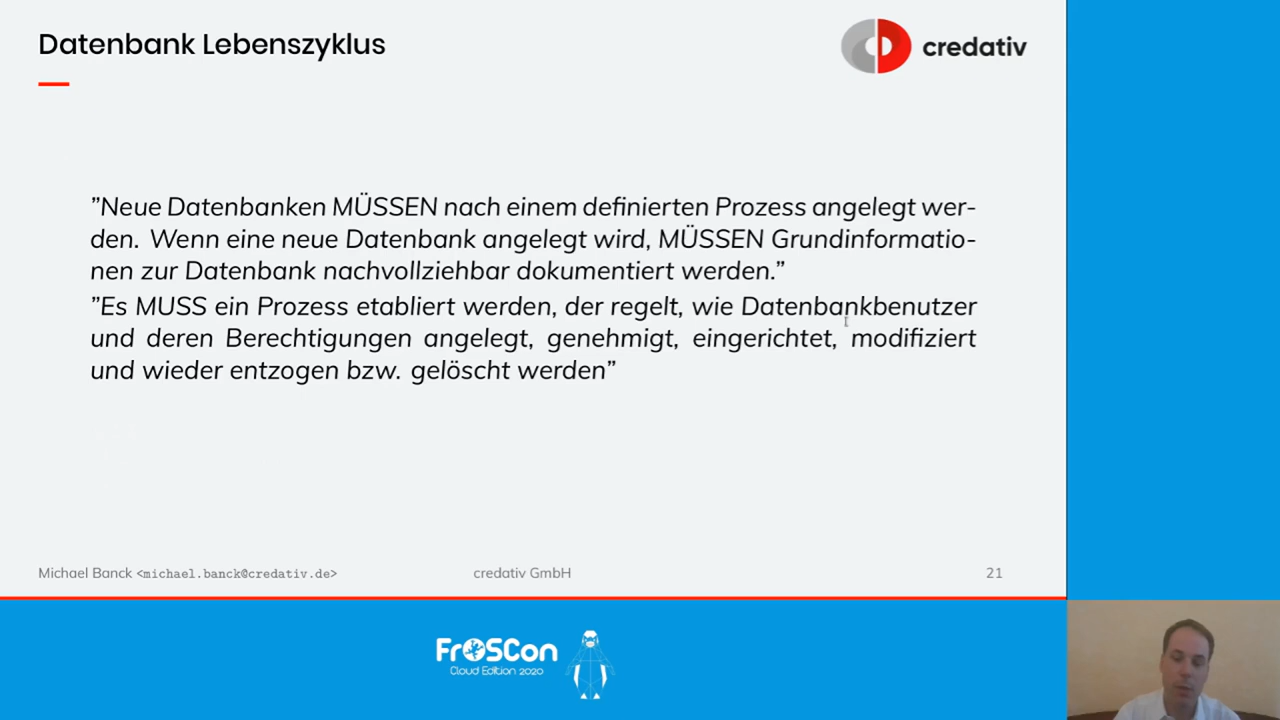 Datenbank Lebenszyklus
credativ
”Neue Datenbanken MÜSSEN nach einem definierten Prozess angelegt wer-
den. Wenn eine neue Datenbank angelegt wird, MÜSSEN Grundinformatio-
nen zur Datenbank nachvollziehbar dokumentiert werden.”
”Es MUSS ein Prozess etabliert werden, der regelt, wie Datenbankbenutzer
und deren Berechtigungen angelegt, genehmigt, eingerichtet, modifiziert
und wieder entzogen bzw. gelöscht werden”
Michael Banck <michael.banck@credativ.de> credativ GmbH 21
FrOSCon
Cloud Edition 2020